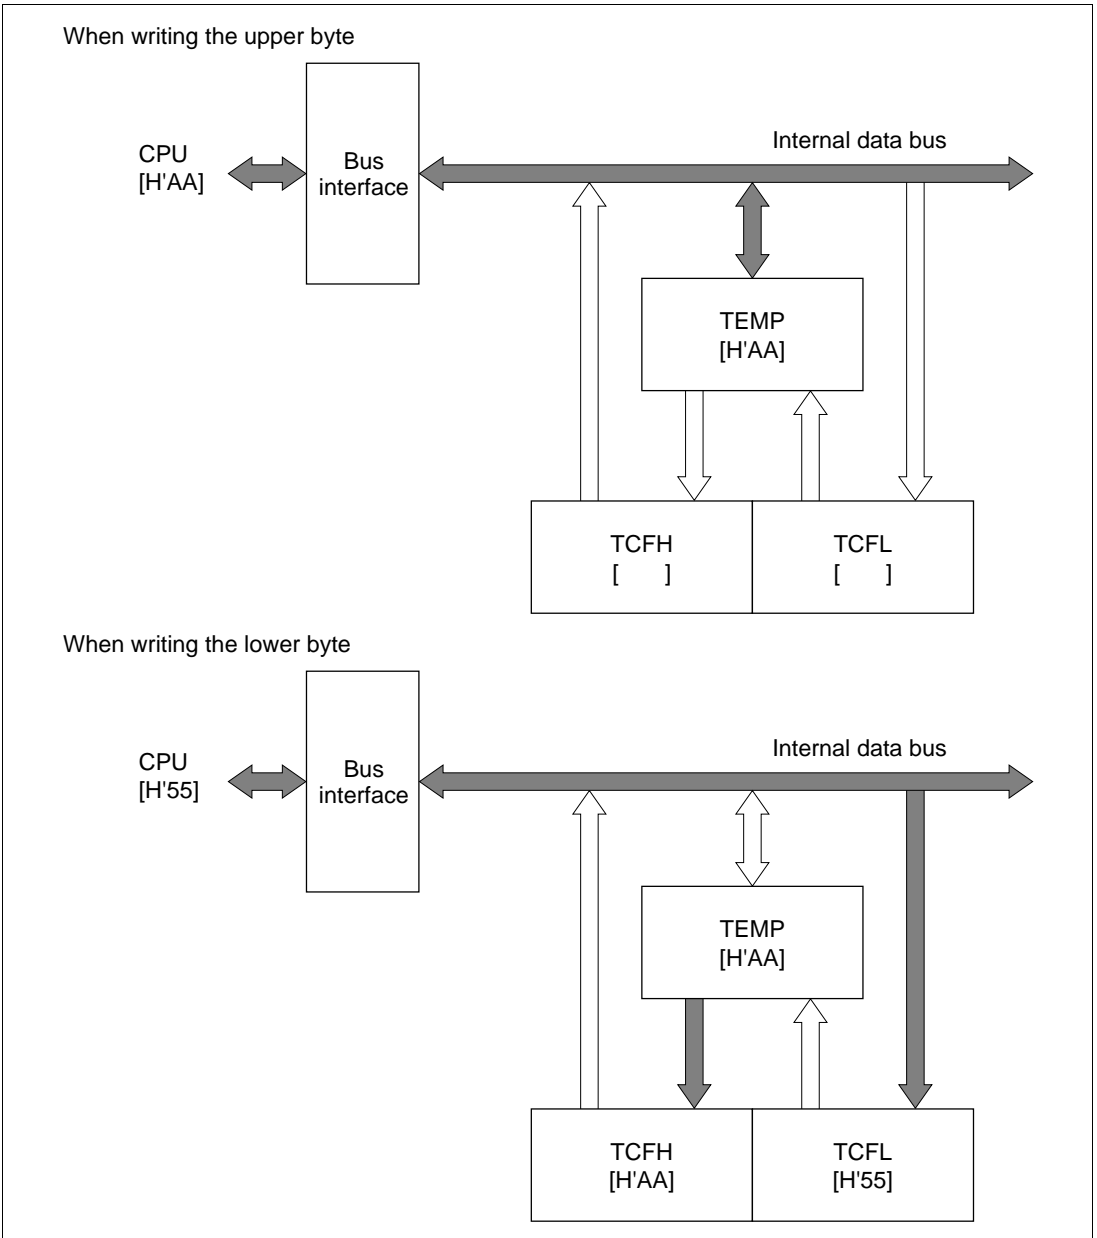 When writing the upper byte
CPU
[H'AA]
Bus
interface
Internal data bus
TEMP
[H'AA]
TCFH
[ ]
TCFL
[ ]
When writing the lower byte
CPU
[H'55]
Bus
interface
Internal data bus
TEMP
[H'AA]
TCFH
[H'AA]
TCFL
[H'55]